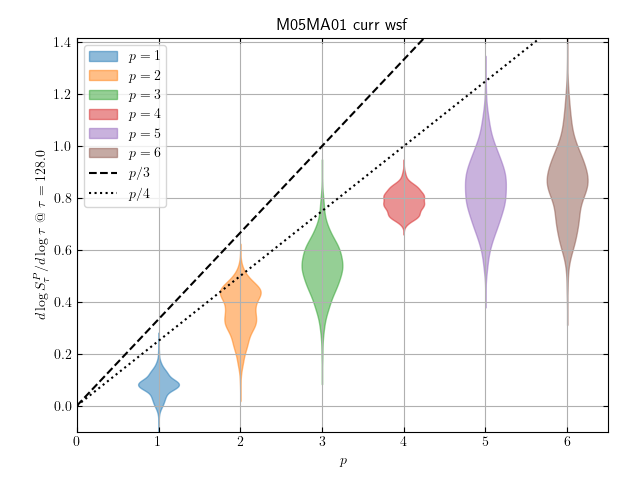 M05MA01 curr wsf
d log S_τ^P / d log τ @ τ = 128.0
1.4
1.2
1.0
0.8
0.6
0.4
0.2
0.0
p = 1
p = 2
p = 3
p = 4
p = 5
p = 6
p/3
p/4
0 1 2 3 4 5 6
p